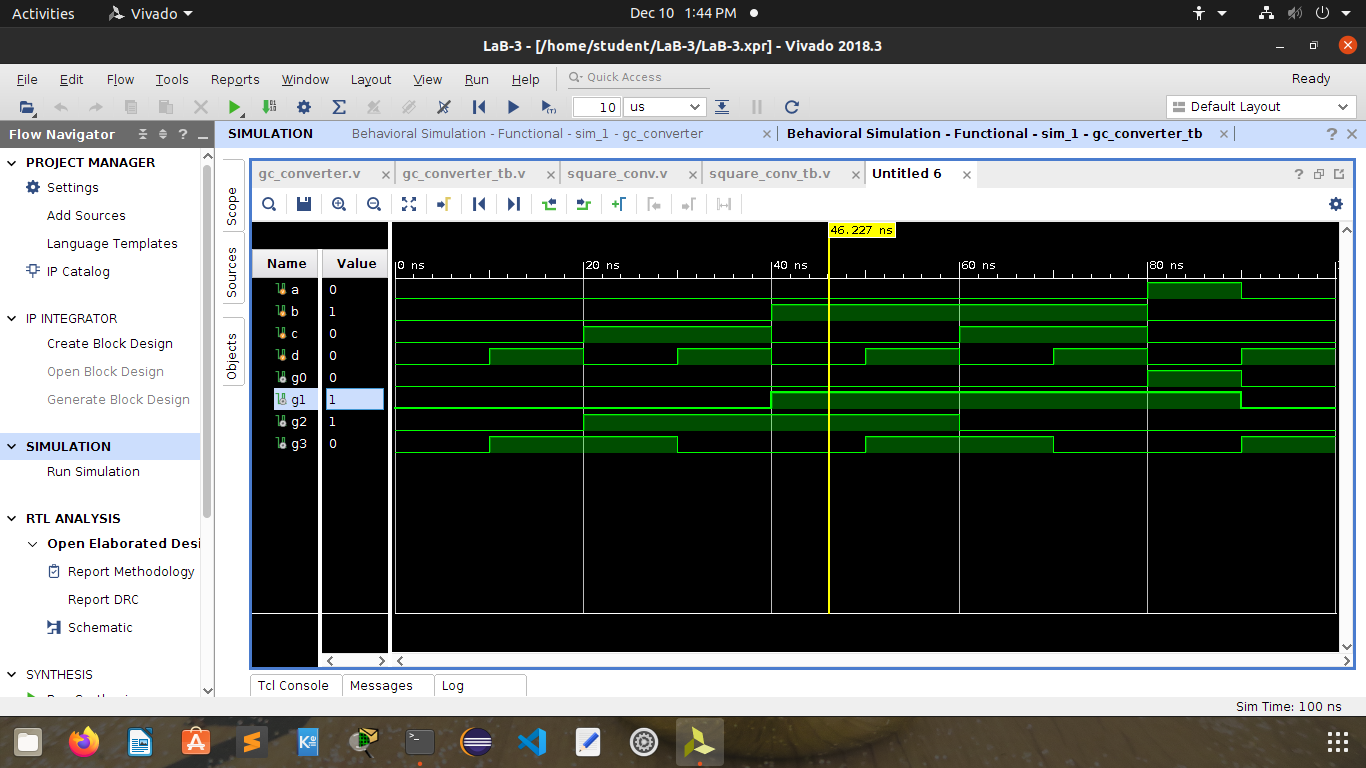 Activities Vivado Dec 10 1:44 PM
LaB-3 - [/home/student/LaB-3/LaB-3.xpr] - Vivado 2018.3
File Edit Flow Tools Reports Window Layout View Run Help Quick Access Ready
10 us Default Layout
Flow Navigator
SIMULATION Behavioral Simulation - Functional - sim_1 - gc_converter Behavioral Simulation - Functional - sim_1 - gc_converter_tb
PROJECT MANAGER
Settings
Add Sources
Language Templates
IP Catalog
IP INTEGRATOR
Create Block Design
Open Block Design
Generate Block Design
SIMULATION
Run Simulation
RTL ANALYSIS
Open Elaborated Desi
Report Methodology
Report DRC
Schematic
SYNTHESIS
Scope
Sources
Objects
gc_converter.v gc_converter_tb.v square_conv.v square_conv_tb.v Untitled 6
46.227 ns
Name Value 0 ns 20 ns 40 ns 60 ns 80 ns
a 0
b 1
c 0
d 0
g0 0
g1 1
g2 1
g3 0
Tcl Console Messages Log
Sim Time: 100 ns